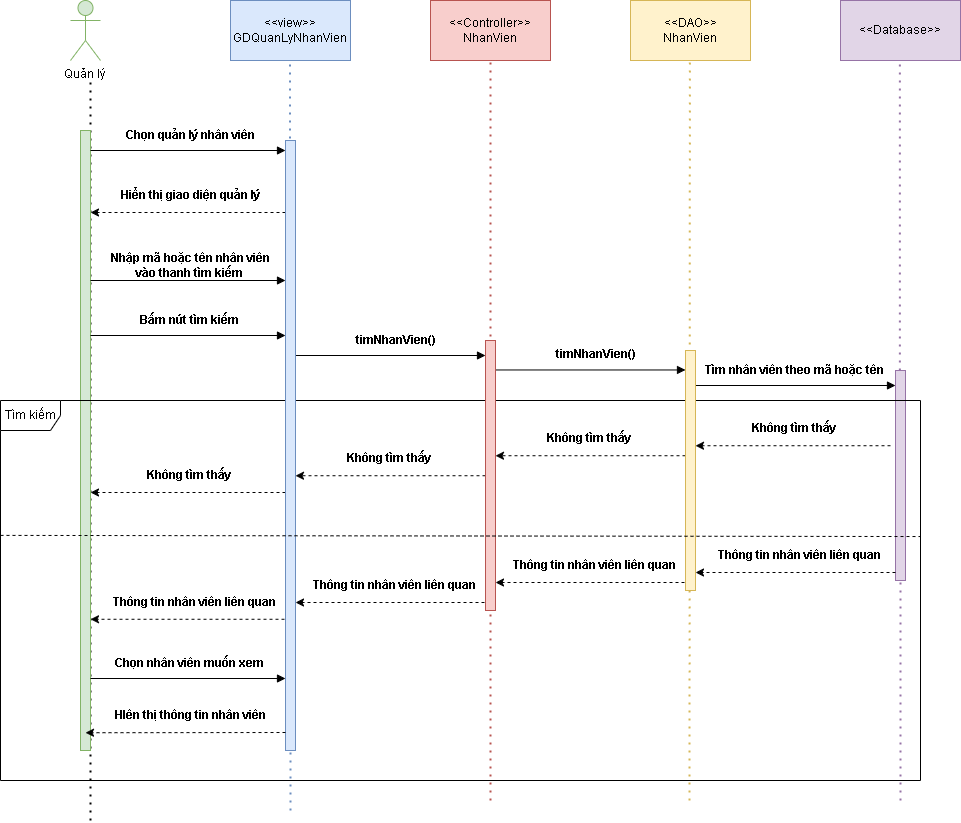 <<view>>
GDQuanLyNhanVien
<<Controller>>
NhanVien
<<DAO>>
NhanVien
<<Database>>
Quản lý
Chọn quản lý nhân viên
Hiển thị giao diện quản lý
Nhập mã hoặc tên nhân viên
vào thanh tìm kiếm
Bấm nút tìm kiếm
timNhanVien()
timNhanVien()
Tìm nhân viên theo mã hoặc tên
Tìm kiếm
Không tìm thấy
Không tìm thấy
Không tìm thấy
Không tìm thấy
Thông tin nhân viên liên quan
Thông tin nhân viên liên quan
Thông tin nhân viên liên quan
Thông tin nhân viên liên quan
Chọn nhân viên muốn xem
HIển thị thông tin nhân viên